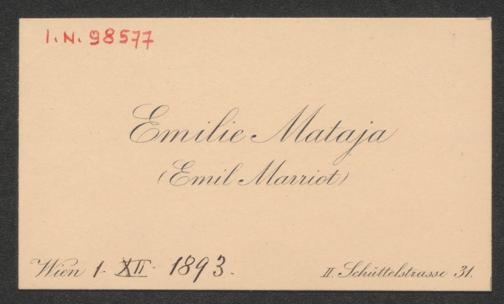 I.N. 98577
Emilie Mataja
(Emil Marriot)
Wien 1. XII. 1893.
II. Schüttelstrasse 31.